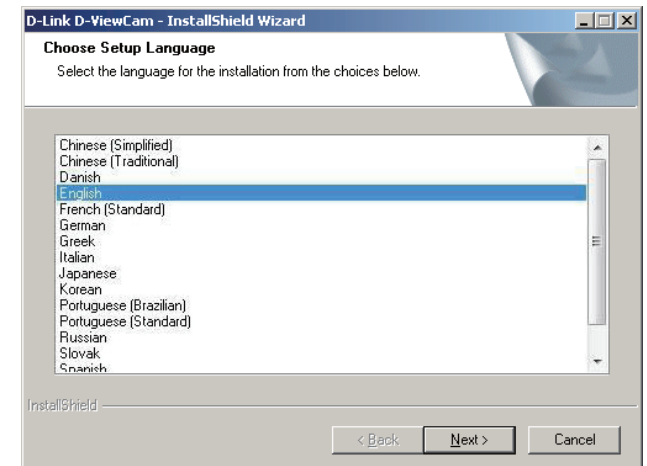 D-Link D-ViewCam - InstallShield Wizard
Choose Setup Language
Select the language for the installation from the choices below.
Chinese (Simplified)
Chinese (Traditional)
Danish
English
French (Standard)
German
Greek
Italian
Japanese
Korean
Portuguese (Brazilian)
Portuguese (Standard)
Russian
Slovak
Spanish
InstallShield
< Back
Next >
Cancel